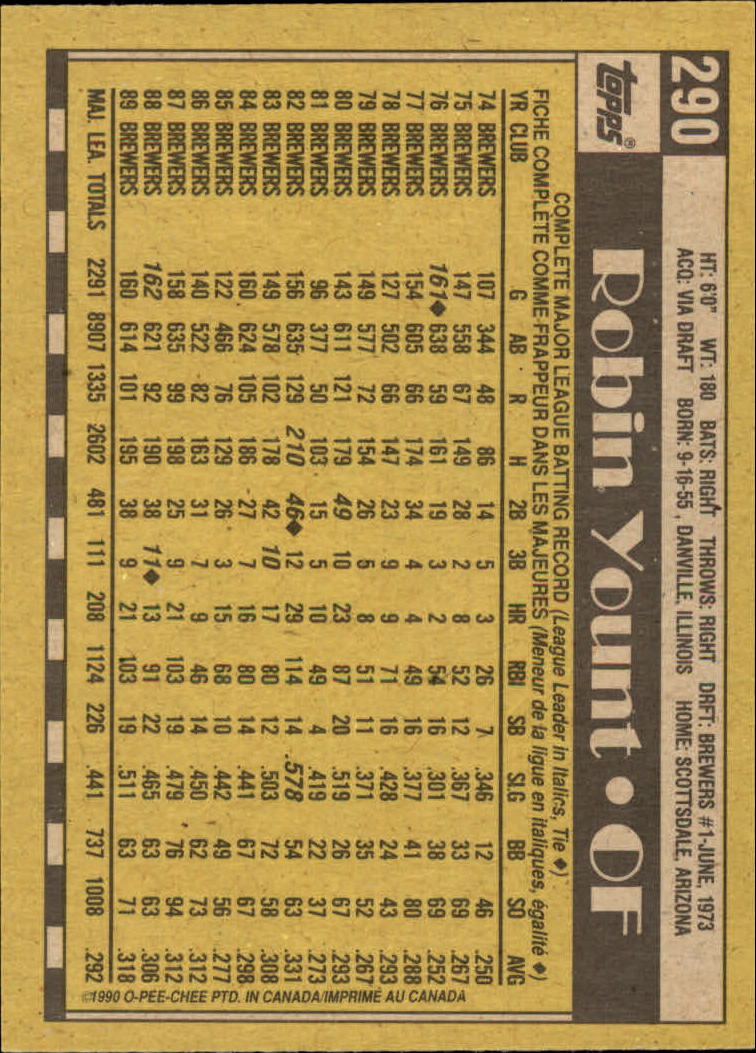 290
topps®
Robin Yount • OF
HT: 6'0" WT: 180 BATS: RIGHT THROWS: RIGHT DRFT: BREWERS #1-JUNE, 1973
ACQ: VIA DRAFT BORN: 9-16-55, DANVILLE, ILLINOIS HOME: SCOTTSDALE, ARIZONA
COMPLETE MAJOR LEAGUE BATTING RECORD (League Leader in Italics, Tie ◆)
FICHE COMPLÈTE COMME FRAPPEUR DANS LES MAJEURES (Meneur de la ligue en italiques, égalité ◆)
YR CLUB G AB R H 2B 3B HR RBI SB SLG BB SO AVG
74 BREWERS 107 344 48 86 14 5 3 26 7 .346 12 46 .250
75 BREWERS 147 558 67 149 28 2 8 52 12 .367 33 69 .267
76 BREWERS 161◆ 638 59 161 19 3 2 54 16 .301 38 69 .252
77 BREWERS 154 605 66 174 34 4 4 49 16 .377 41 80 .288
78 BREWERS 127 502 66 147 23 9 9 71 16 .428 24 43 .293
79 BREWERS 149 577 72 154 26 5 8 51 11 .371 35 52 .267
80 BREWERS 143 611 121 179 49 10 23 87 20 .519 26 67 .293
81 BREWERS 96 377 50 103 15 5 10 49 4 .419 22 37 .273
82 BREWERS 156 635 129 210 46◆ 12 29 114 14 .578 54 63 .331
83 BREWERS 149 578 102 178 42 10 17 80 12 .503 72 58 .308
84 BREWERS 160 624 105 186 27 7 16 80 14 .441 67 67 .298
85 BREWERS 122 466 76 129 26 3 15 68 10 .442 49 56 .277
86 BREWERS 140 522 82 163 31 7 9 46 14 .450 62 73 .312
87 BREWERS 158 635 99 198 25 9 21 103 19 .479 76 94 .312
88 BREWERS 162 621 92 190 38 11◆ 13 91 22 .465 63 63 .306
89 BREWERS 160 614 101 195 38 9 21 103 19 .511 63 71 .318
MAJ. LEA. TOTALS 2291 8907 1335 2602 481 111 208 1124 226 .441 737 1008 .292
©1990 O-PEE-CHEE PTD. IN CANADA/IMPRIMÉ AU CANADA